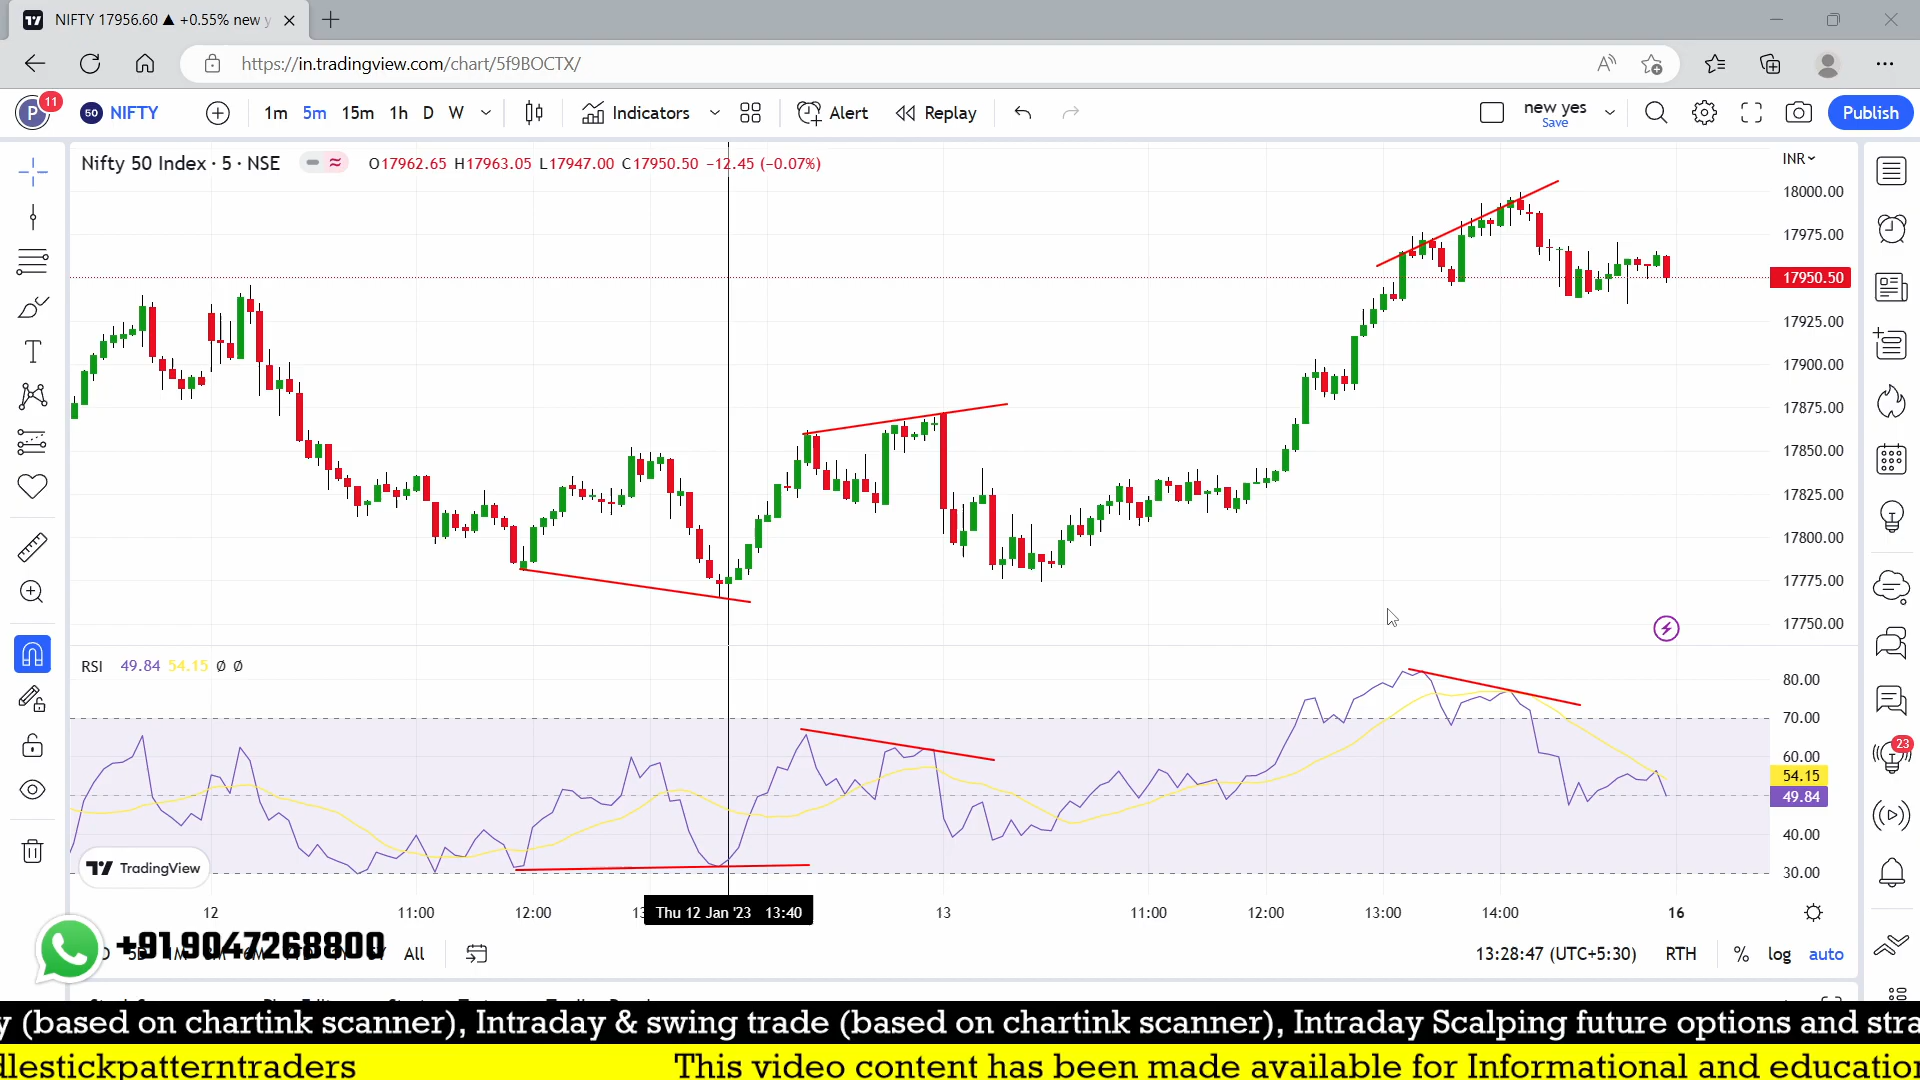 NIFTY 17956.60 ▲ +0.55% new y
https://in.tradingview.com/chart/5f9BOCTX/
P 11 50 NIFTY 1m 5m 15m 1h D W Indicators Alert Replay new yes Save Publish
Nifty 50 Index · 5 · NSE O17962.65 H17963.05 L17947.00 C17950.50 −12.45 (−0.07%)
INR
18000.00
17975.00
17950.50
17925.00
17900.00
17875.00
17850.00
17825.00
17800.00
17775.00
17750.00
RSI 49.84 54.15 Ø Ø
80.00
70.00
60.00
23
54.15
49.84
40.00
30.00
TradingView
12 11:00 12:00 Thu 12 Jan '23 13:40 13 11:00 12:00 13:00 14:00 16
+91 9047268800
All
13:28:47 (UTC+5:30) RTH % log auto
y (based on chartink scanner), Intraday & swing trade (based on chartink scanner), Intraday Scalping future options and stra
dlestickpatterntraders This video content has been made available for Informational and education